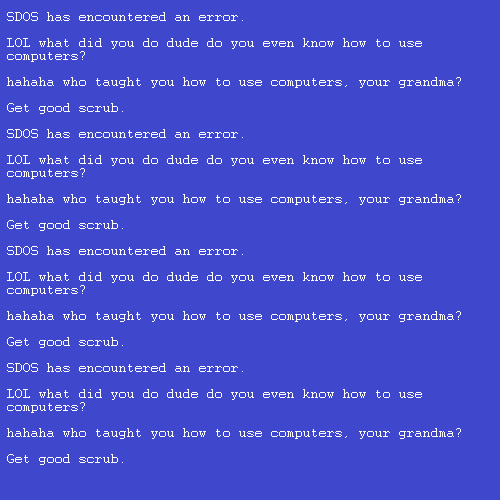 SDOS has encountered an error.
LOL what did you do dude do you even know how to use
computers?
hahaha who taught you how to use computers, your grandma?
Get good scrub.
SDOS has encountered an error.
LOL what did you do dude do you even know how to use
computers?
hahaha who taught you how to use computers, your grandma?
Get good scrub.
SDOS has encountered an error.
LOL what did you do dude do you even know how to use
computers?
hahaha who taught you how to use computers, your grandma?
Get good scrub.
SDOS has encountered an error.
LOL what did you do dude do you even know how to use
computers?
hahaha who taught you how to use computers, your grandma?
Get good scrub.